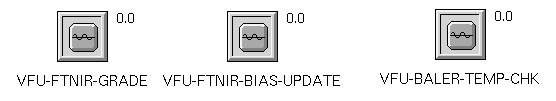 0.0 0.0 0.0
VFU-FTNIR-GRADE VFU-FTNIR-BIAS-UPDATE VFU-BALER-TEMP-CHK